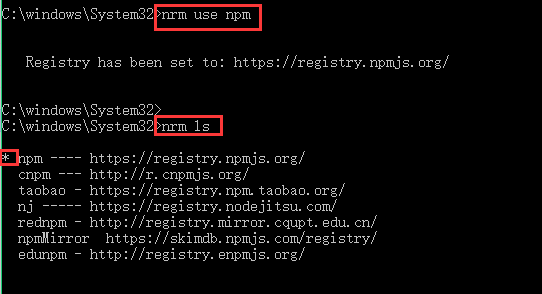 C:\windows\System32>nrm use npm
Registry has been set to: https://registry.npmjs.org/
C:\windows\System32>
C:\windows\System32>nrm ls
* npm ---- https://registry.npmjs.org/
cnpm --- http://r.cnpmjs.org/
taobao - https://registry.npm.taobao.org/
nj ----- https://registry.nodejitsu.com/
rednpm - http://registry.mirror.cqupt.edu.cn/
npmMirror  https://skimdb.npmjs.com/registry/
edunpm - http://registry.enpmjs.org/